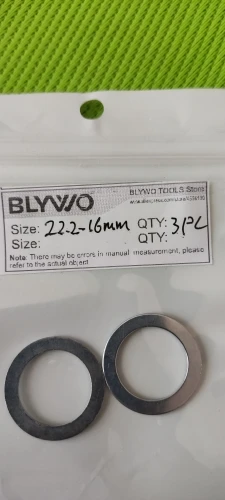 BLYWO
BLYWO TOOLS Store
Size: 22.2-16mm QTY: 3PC
Size: QTY:
Note: There may be errors in manual measurement, please
refer to the actual object